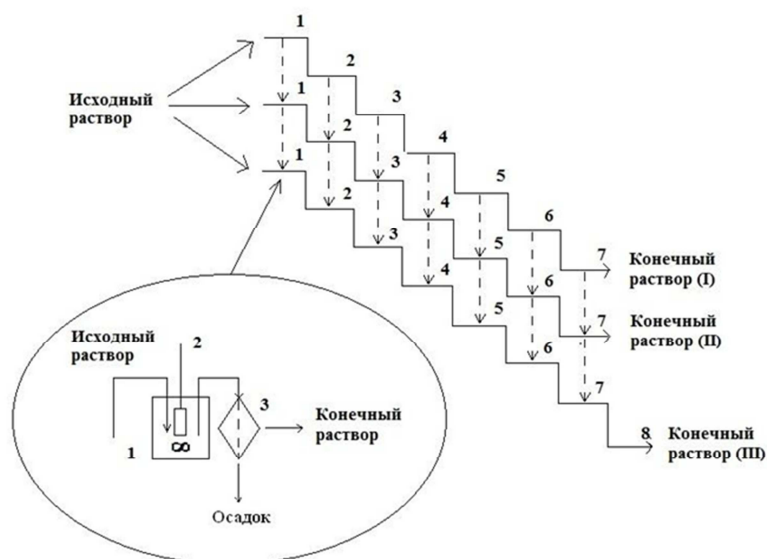 1
2
1
3
Исходный
раствор
2
4
1
3
5
2
4
6
3
5
7
Конечный
раствор (I)
4
6
5
7
Конечный
раствор (II)
6
7
8
Конечный
раствор (III)
Исходный
раствор
2
3
Конечный
раствор
1
8
Осадок